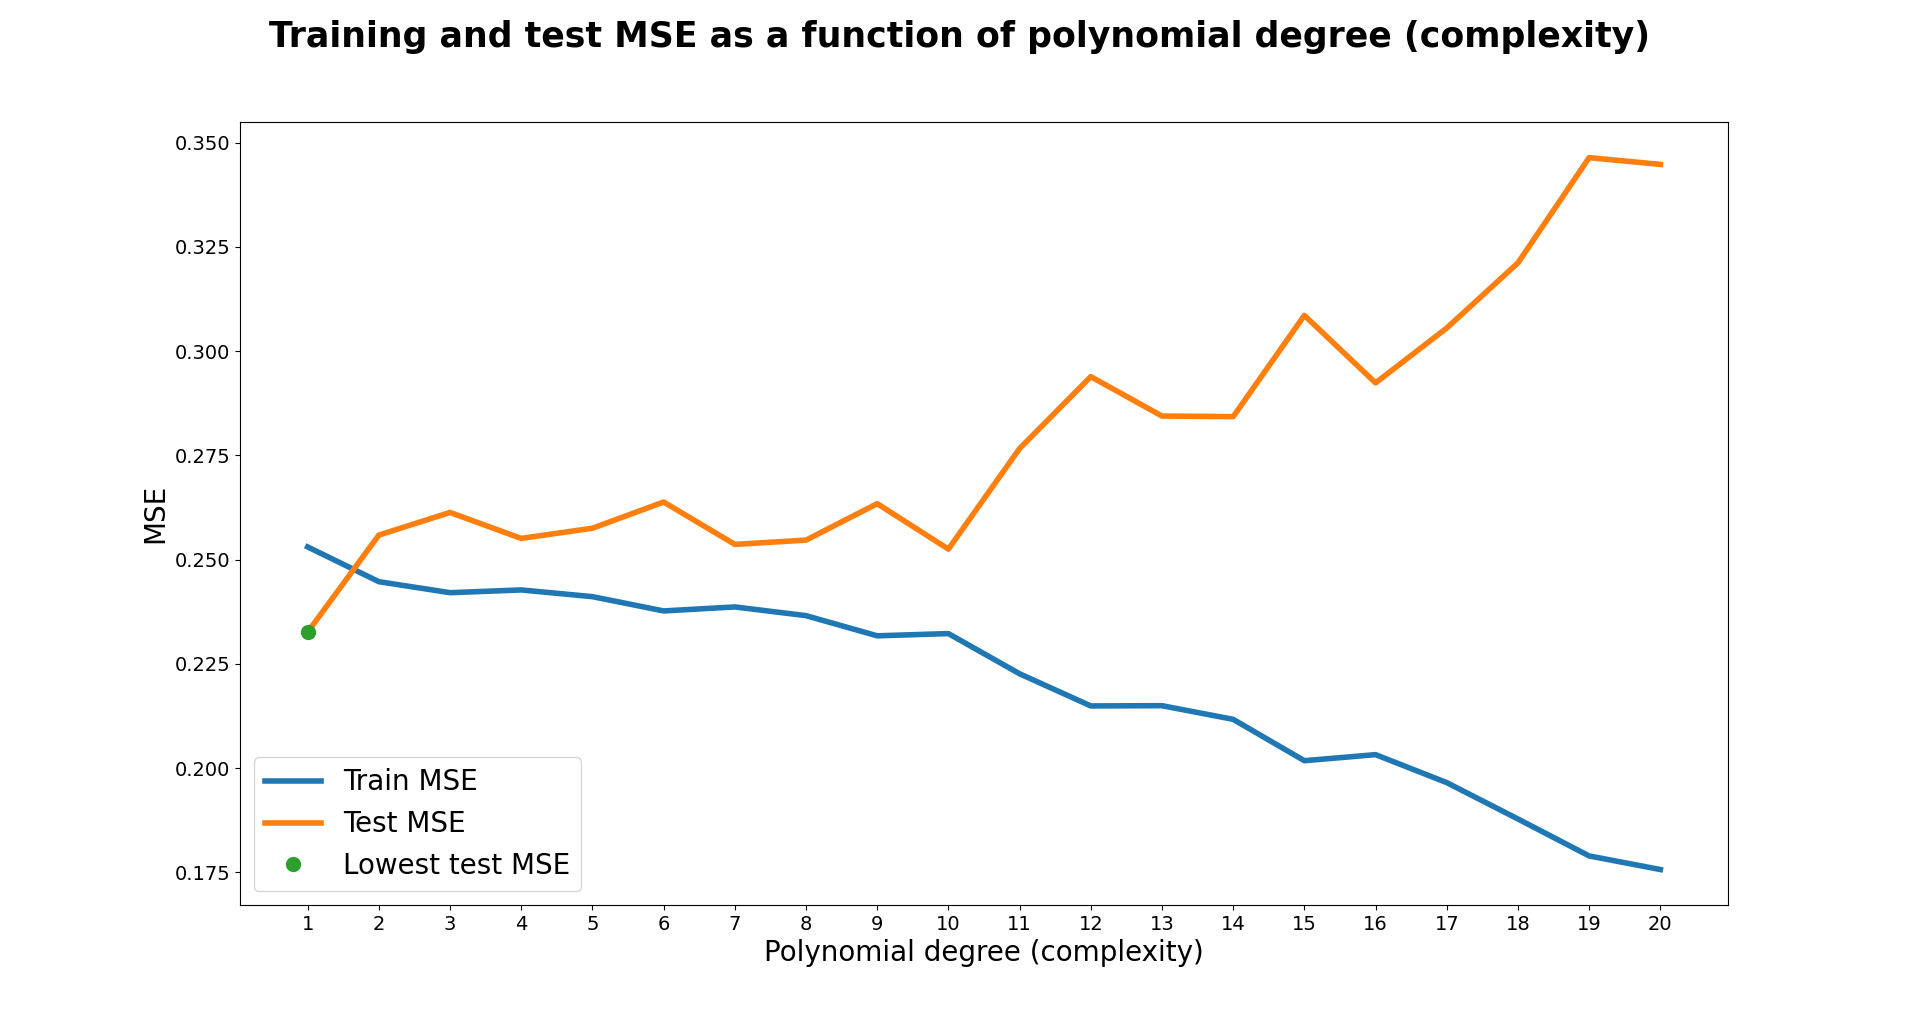 Training and test MSE as a function of polynomial degree (complexity)
MSE
0.350
0.325
0.300
0.275
0.250
0.225
0.200
0.175
Train MSE
Test MSE
Lowest test MSE
1 2 3 4 5 6 7 8 9 10 11 12 13 14 15 16 17 18 19 20
Polynomial degree (complexity)